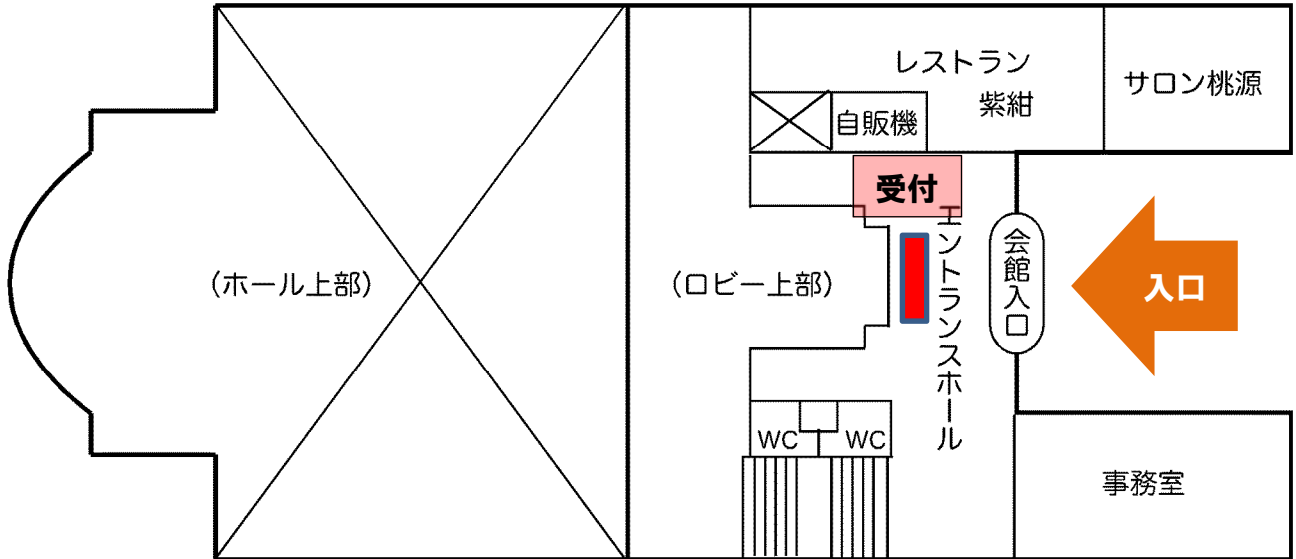 レストラン
紫紺
サロン桃源
自販機
受付
エントランスホール
会館入口
入口
(ホール上部)
(ロビー上部)
WC
WC
事務室